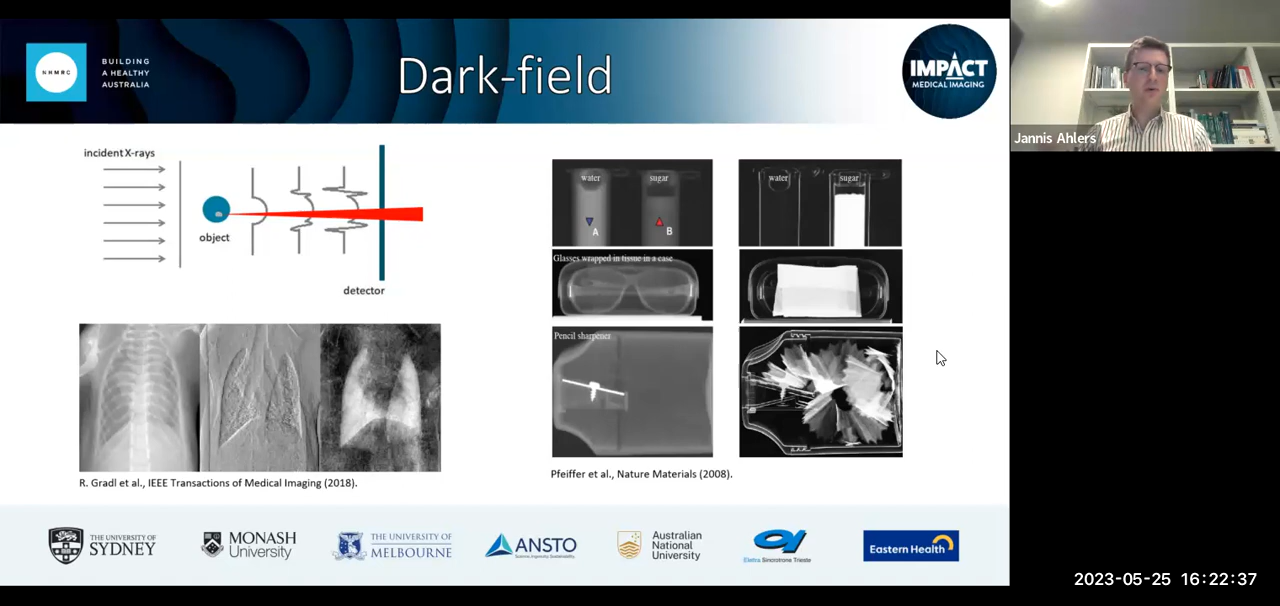 NHMRC
BUILDING
A HEALTHY
AUSTRALIA
Dark-field
IMPACT
MEDICAL IMAGING
Jannis Ahlers
incident X-rays
object
detector
water
sugar
A
B
water
sugar
Glasses wrapped in tissue in a case
Pencil sharpener
R. Gradl et al., IEEE Transactions of Medical Imaging (2018).
Pfeiffer et al., Nature Materials (2008).
THE UNIVERSITY OF
SYDNEY
MONASH
University
THE UNIVERSITY OF
MELBOURNE
ANSTO
Australian
National
University
Elettra Sincrotrone Trieste
Eastern Health
2023-05-25 16:22:37